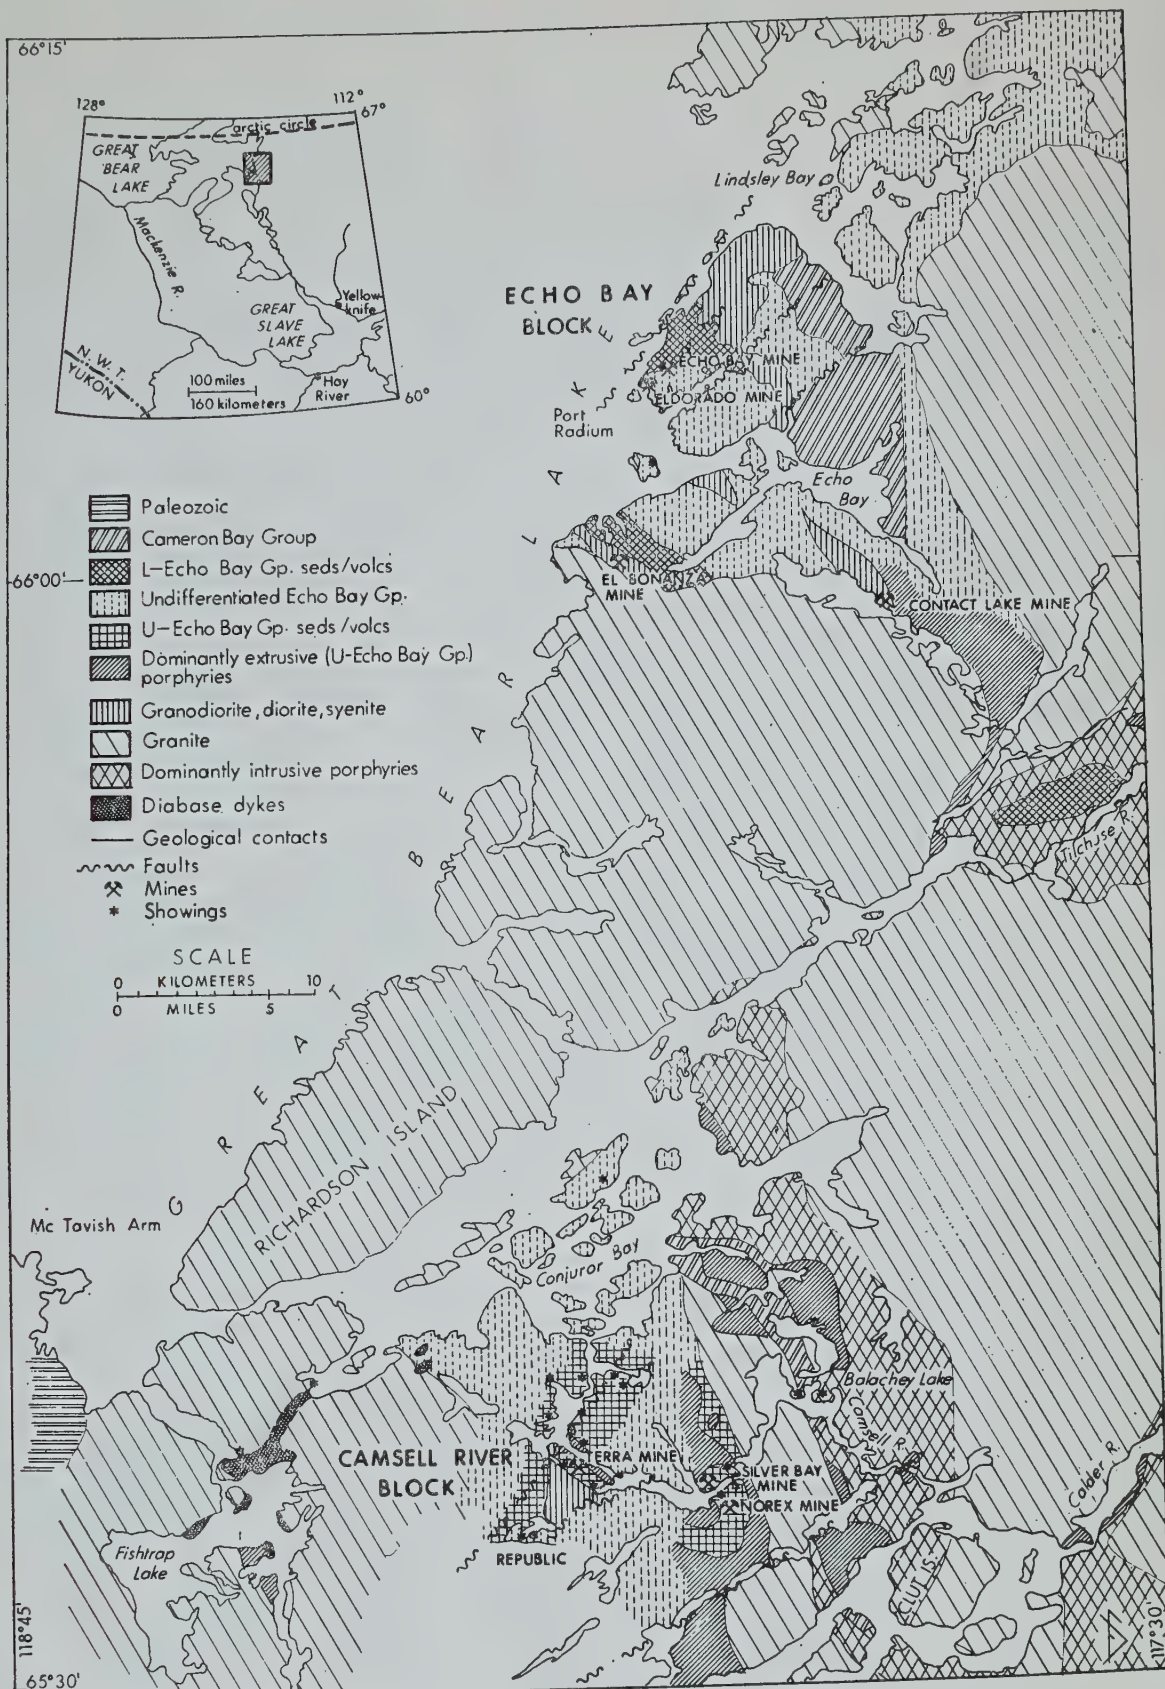 66°15'
128°
112°
67°
arctic circle
GREAT
BEAR
LAKE
Mackenzie R.
Yellow-
knife
GREAT
SLAVE
LAKE
N. W. T.
YUKON
100 miles
160 kilometers
Hay
River
60°
Lindsley Bay
ECHO BAY
BLOCK
ECHO BAY MINE
ELDORADO MINE
Port
Radium
Echo
Bay
Paleozoic
Cameron Bay Group
L-Echo Bay Gp. seds/volcs
66°00'
Undifferentiated Echo Bay Gp.
U-Echo Bay Gp. seds/volcs
Dominantly extrusive (U-Echo Bay Gp.)
porphyries
Granodiorite, diorite, syenite
Granite
Dominantly intrusive porphyries
Diabase dykes
Geological contacts
Faults
Mines
Showings
EL BONANZA
MINE
CONTACT LAKE MINE
Tilchuse R.
SCALE
0 KILOMETERS 10
0 MILES 5
GREAT BEAR LAKE
RICHARDSON ISLAND
Mc Tavish Arm
Conjuror Bay
Balachey Lake
Camsell R.
CAMSELL RIVER
BLOCK
TERRA MINE
SILVER BAY
MINE
NOREX MINE
Calder R.
REPUBLIC
Fishtrap
Lake
CLUT IS.
118°45'
117°30'
65°30'